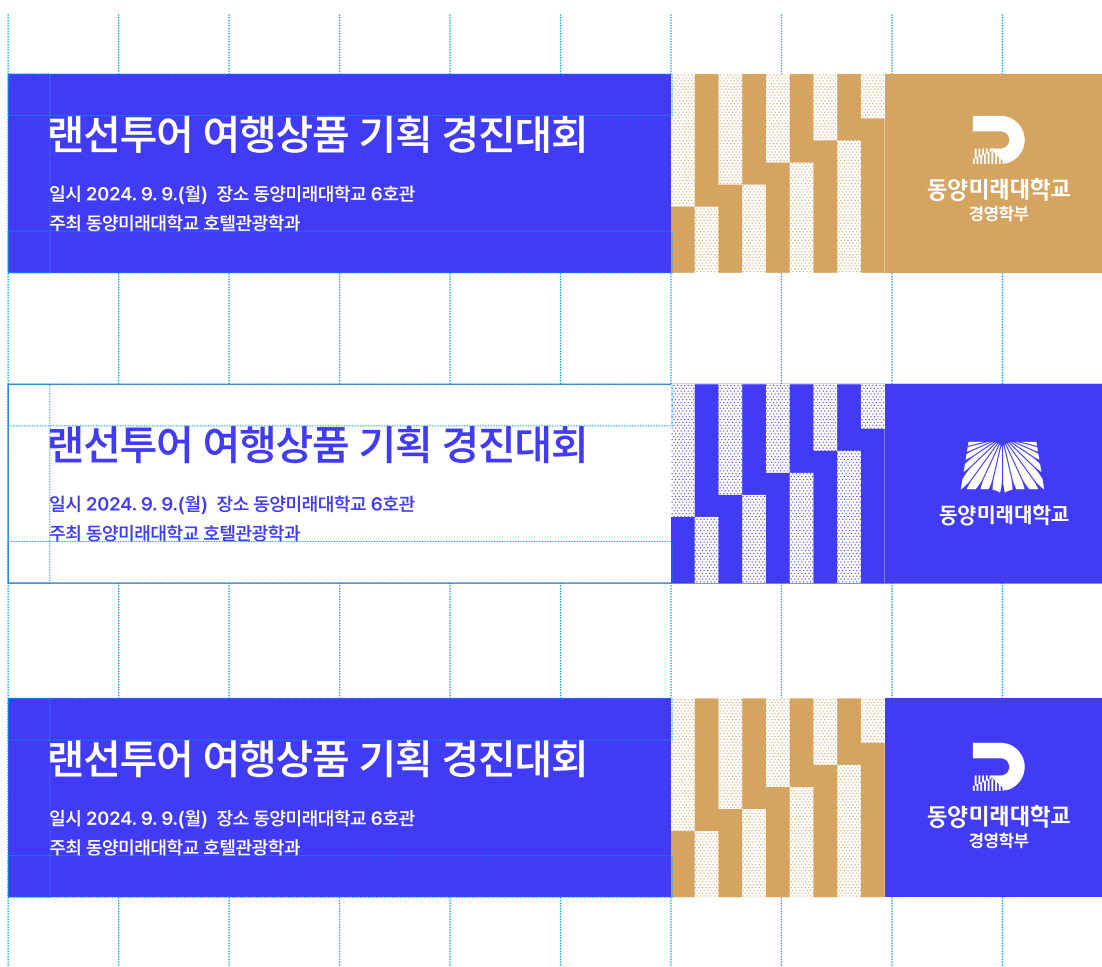 랜선투어 여행상품 기획 경진대회
일시 2024. 9. 9.(월) 장소 동양미래대학교 6호관
주최 동양미래대학교 호텔관광학과
동양미래대학교
경영학부
랜선투어 여행상품 기획 경진대회
일시 2024. 9. 9.(월) 장소 동양미래대학교 6호관
주최 동양미래대학교 호텔관광학과
동양미래대학교
랜선투어 여행상품 기획 경진대회
일시 2024. 9. 9.(월) 장소 동양미래대학교 6호관
주최 동양미래대학교 호텔관광학과
동양미래대학교
경영학부